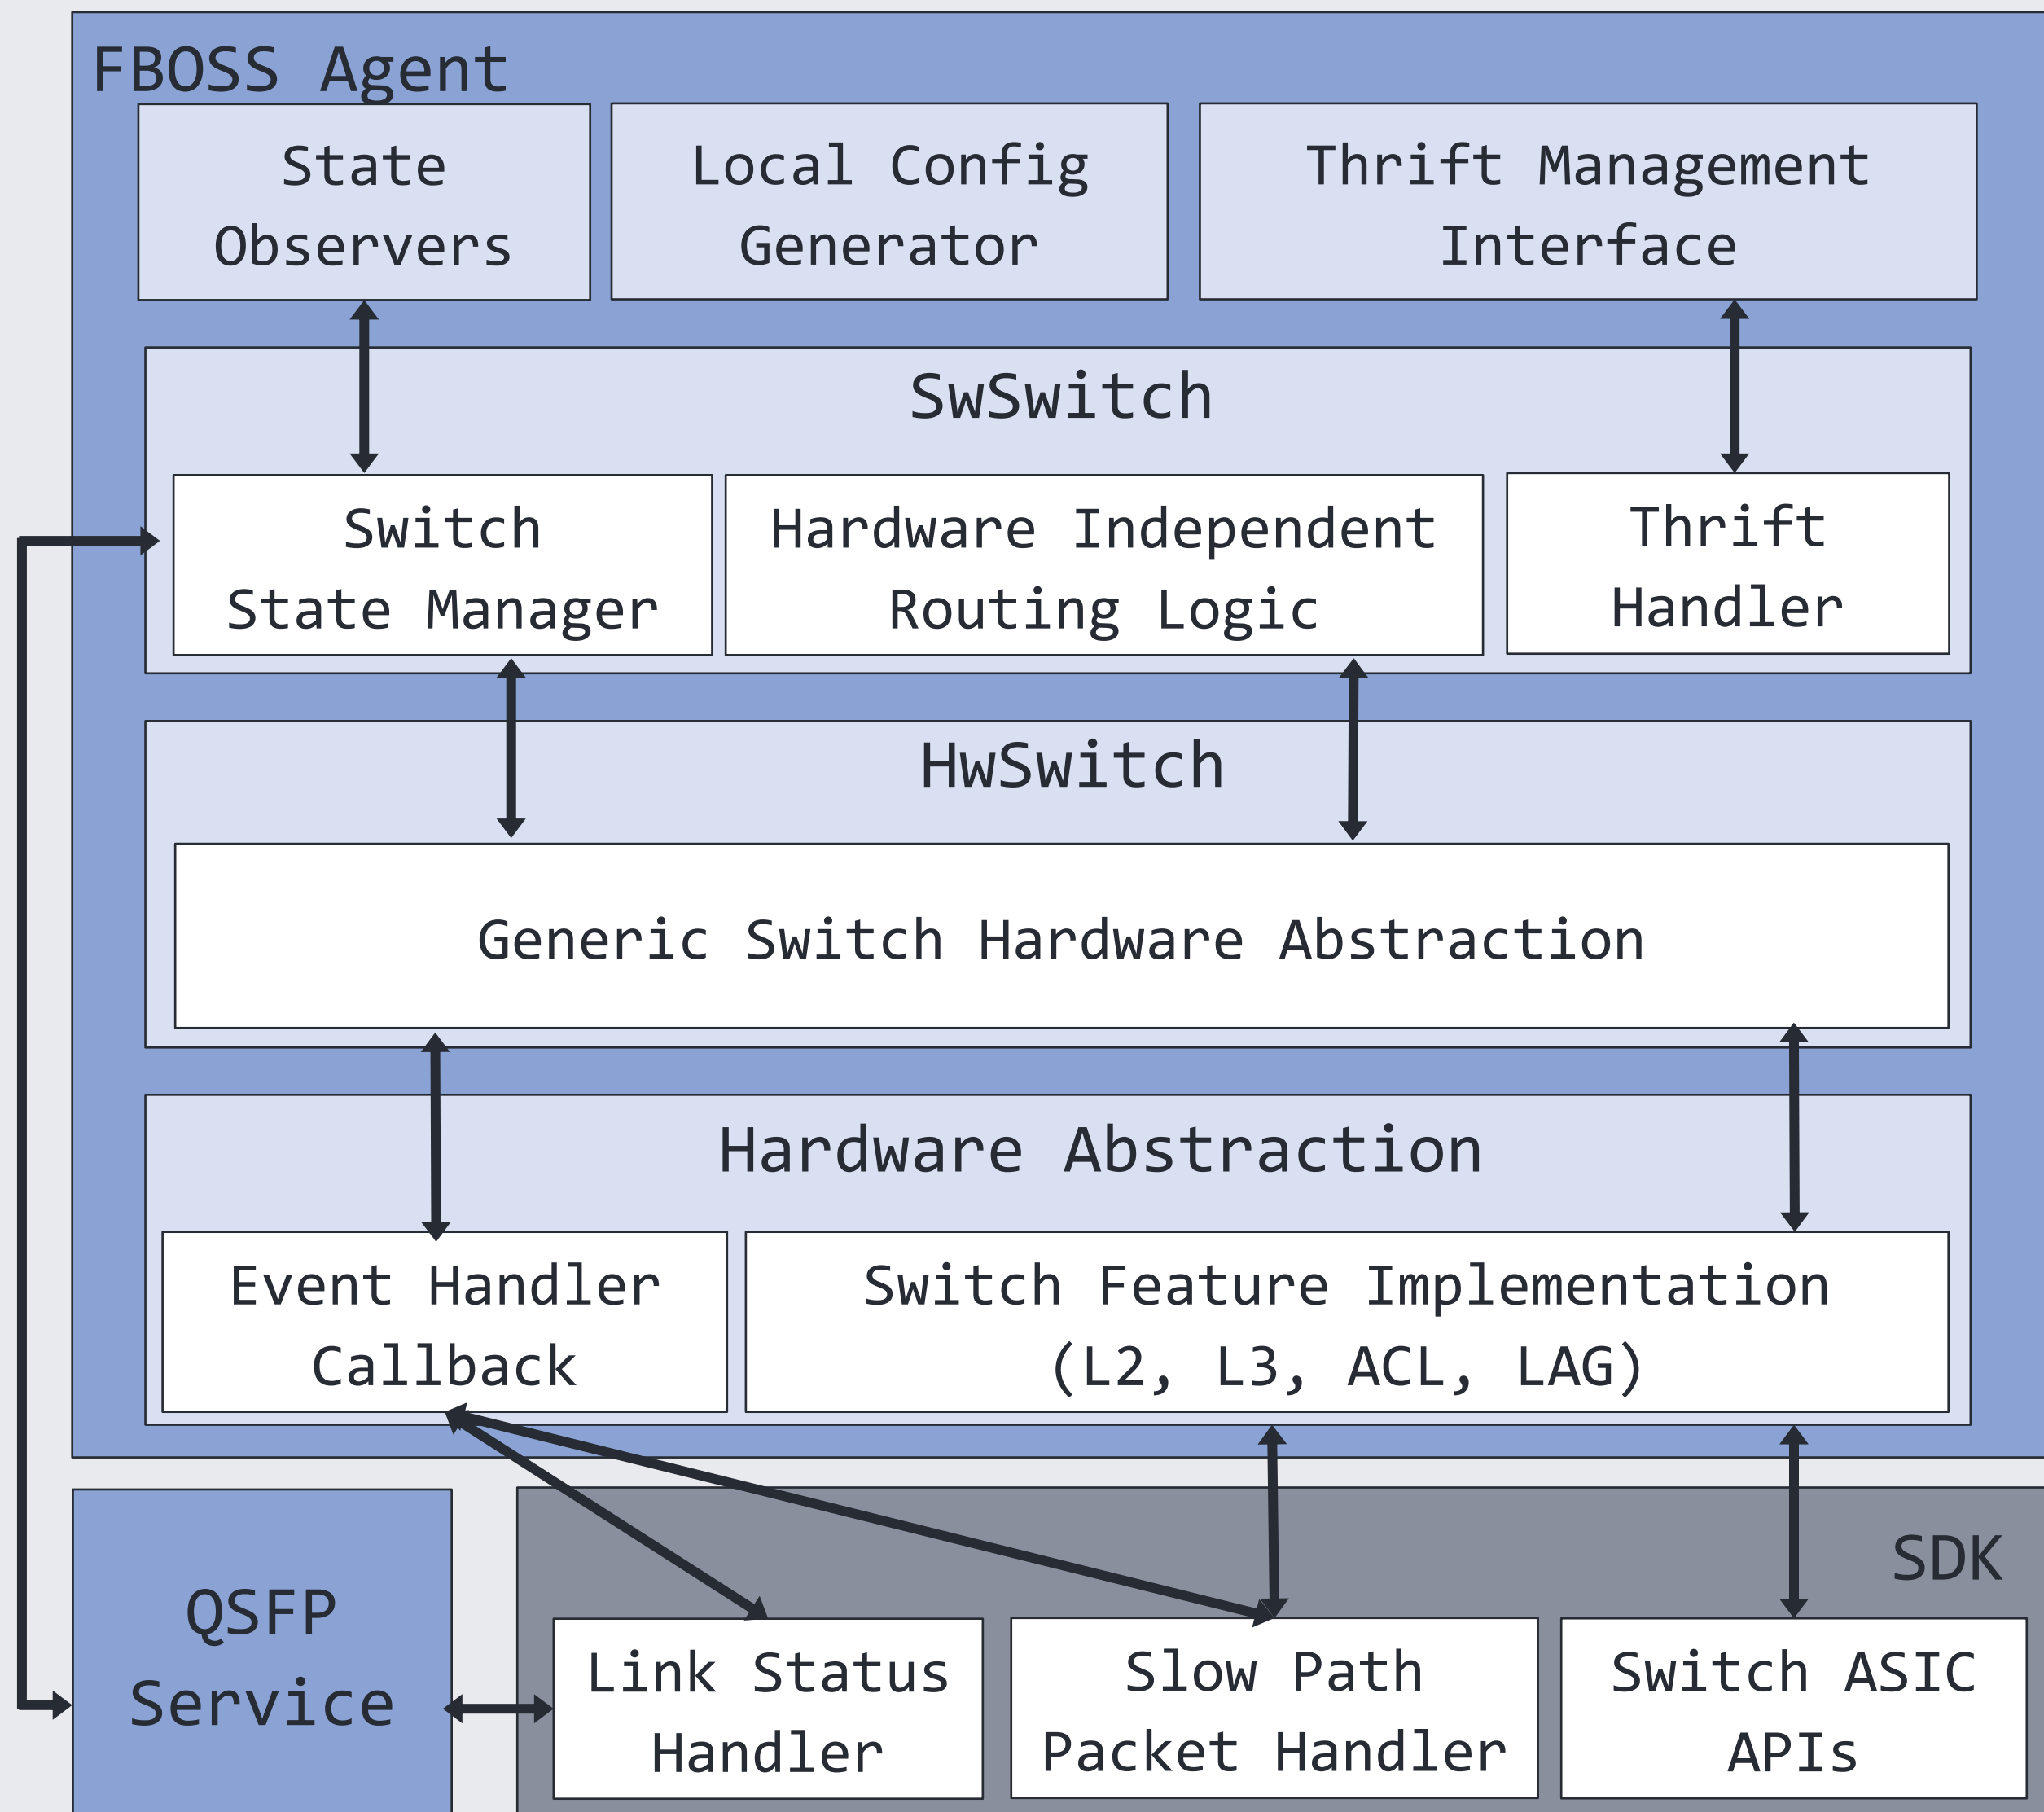 FBOSS Agent
State
Observers
Local Config
Generator
Thrift Management
Interface
SwSwitch
Switch
State Manager
Hardware Independent
Routing Logic
Thrift
Handler
HwSwitch
Generic Switch Hardware Abstraction
Hardware Abstraction
Event Handler
Callback
Switch Feature Implementation
(L2, L3, ACL, LAG)
QSFP
Service
SDK
Link Status
Handler
Slow Path
Packet Handler
Switch ASIC
APIs